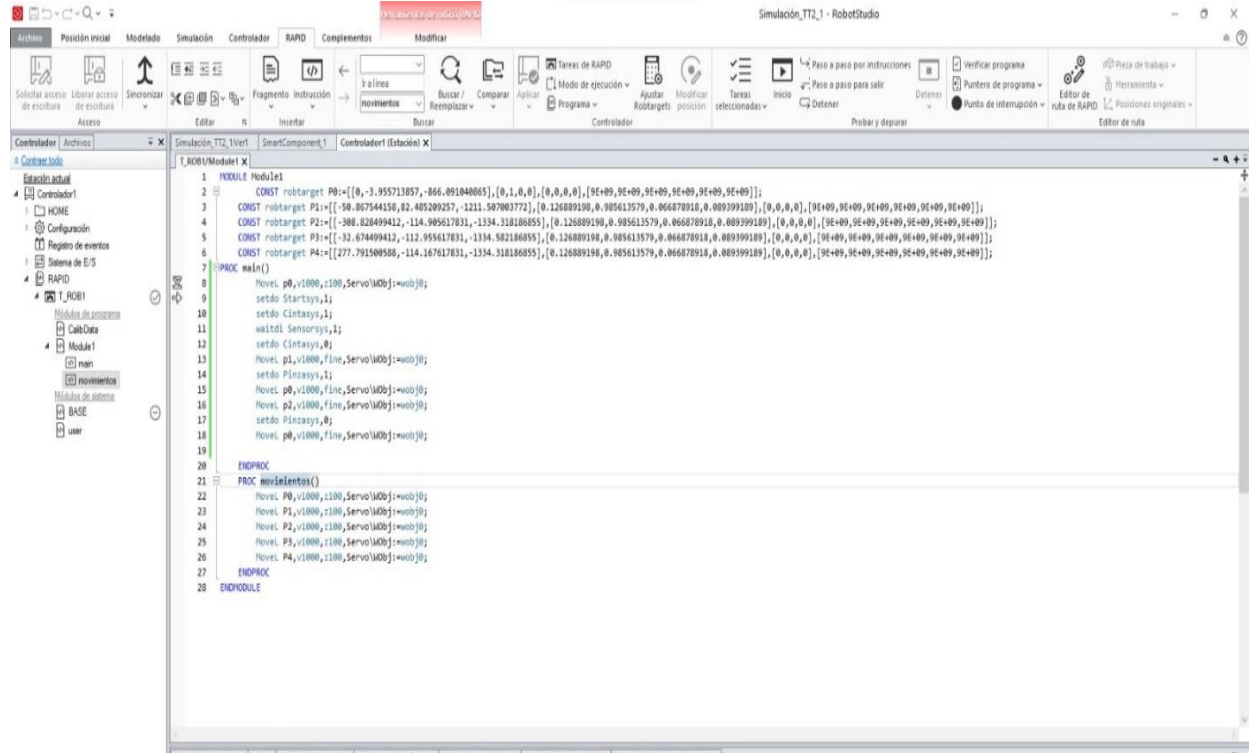 Herramientas de editor RAPID
Simulación_TT2_1 - RobotStudio
Archivo Posición inicial Modelado Simulación Controlador RAPID Complementos Modificar
Solicitar acceso de escritura
Liberar acceso de escritura
Acceso
Sincronizar
Editar
Fragmento
Instrucción
Insertar
Ir a línea
movimientos
Buscar / Reemplazar
Comparar
Buscar
Aplicar
Tareas de RAPID
Modo de ejecución
Programa
Ajustar Robtargets
Modificar posición
Controlador
Tareas seleccionadas
Inicio
Paso a paso por instrucciones
Paso a paso para salir
Detener
Detener
Verificar programa
Puntero de programa
Punto de interrupción
Probar y depurar
Editor de ruta de RAPID
Pieza de trabajo
Herramienta
Posiciones originales
Editor de ruta
Controlador Archivos
Contraer todo
Estación actual
Controlador1
HOME
Configuración
Registro de eventos
Sistema de E/S
RAPID
T_ROB1
Módulos de programa
CalibData
Module1
main
movimientos
Módulos de sistema
BASE
user
Simulación_TT2_1:Ver1 SmartComponent_1 Controlador1 (Estación) X
T_ROB1/Module1 X
1 MODULE Module1
2 CONST robtarget P0:=[[0,-3.955713857,-866.091040865],[0,1,0,0],[0,0,0,0],[9E+09,9E+09,9E+09,9E+09,9E+09,9E+09]];
3 CONST robtarget P1:=[[-50.867544158,82.485209257,-1211.507003772],[0.126889198,0.985613579,0.066878918,0.089399189],[0,0,0,0],[9E+09,9E+09,9E+09,9E+09,9E+09,9E+09]];
4 CONST robtarget P2:=[[-308.828499412,-114.905617831,-1334.318186855],[0.126889198,0.985613579,0.066878918,0.089399189],[0,0,0,0],[9E+09,9E+09,9E+09,9E+09,9E+09,9E+09]];
5 CONST robtarget P3:=[[-32.674499412,-112.955617831,-1334.582186855],[0.126889198,0.985613579,0.066878918,0.089399189],[0,0,0,0],[9E+09,9E+09,9E+09,9E+09,9E+09,9E+09]];
6 CONST robtarget P4:=[[277.791500588,-114.167617831,-1334.318186855],[0.126889198,0.985613579,0.066878918,0.089399189],[0,0,0,0],[9E+09,9E+09,9E+09,9E+09,9E+09,9E+09]];
7 PROC main()
8 MoveL p0,v1000,z100,Servo\WObj:=wobj0;
9 setdo Startsys,1;
10 setdo Cintasys,1;
11 waitdi Sensorsys,1;
12 setdo Cintasys,0;
13 MoveL p1,v1000,fine,Servo\WObj:=wobj0;
14 setdo Pinzasys,1;
15 MoveL p0,v1000,fine,Servo\WObj:=wobj0;
16 MoveL p2,v1000,fine,Servo\WObj:=wobj0;
17 setdo Pinzasys,0;
18 MoveL p0,v1000,fine,Servo\WObj:=wobj0;
19
20 ENDPROC
21 PROC movimientos()
22 MoveL P0,v1000,z100,Servo\WObj:=wobj0;
23 MoveL P1,v1000,z100,Servo\WObj:=wobj0;
24 MoveL P2,v1000,z100,Servo\WObj:=wobj0;
25 MoveL P3,v1000,z100,Servo\WObj:=wobj0;
26 MoveL P4,v1000,z100,Servo\WObj:=wobj0;
27 ENDPROC
28 ENDMODULE